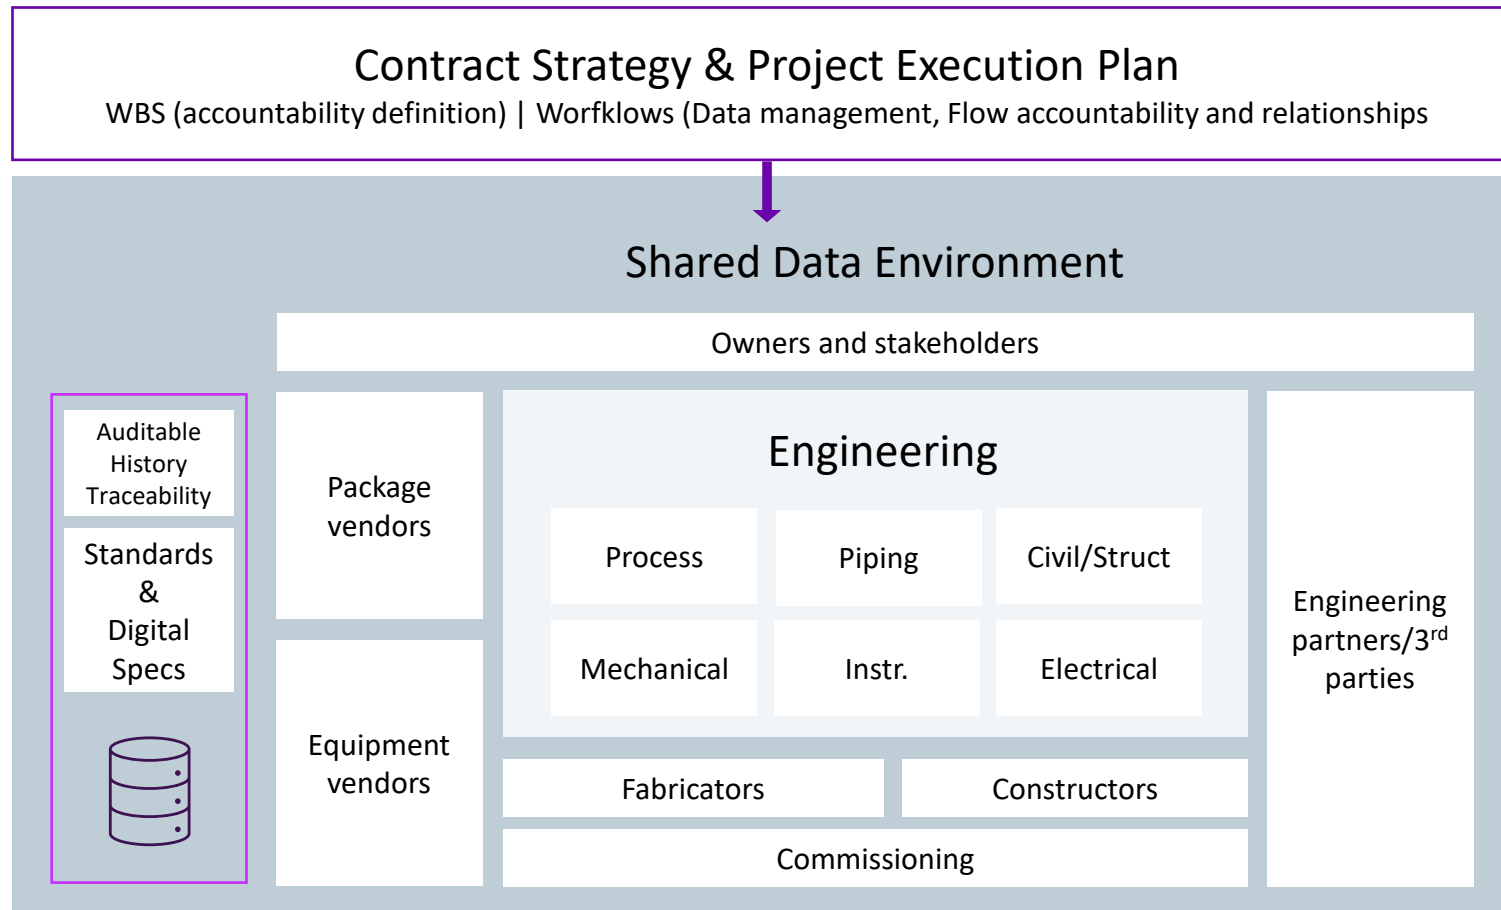 Contract Strategy & Project Execution Plan
WBS (accountability definition) | Worfklows (Data management, Flow accountability and relationships
Shared Data Environment
Owners and stakeholders
Auditable
History
Traceability
Standards
&
Digital
Specs
Package
vendors
Equipment
vendors
Engineering
Process
Piping
Civil/Struct
Mechanical
Instr.
Electrical
Fabricators
Constructors
Commissioning
Engineering
partners/3rd
parties